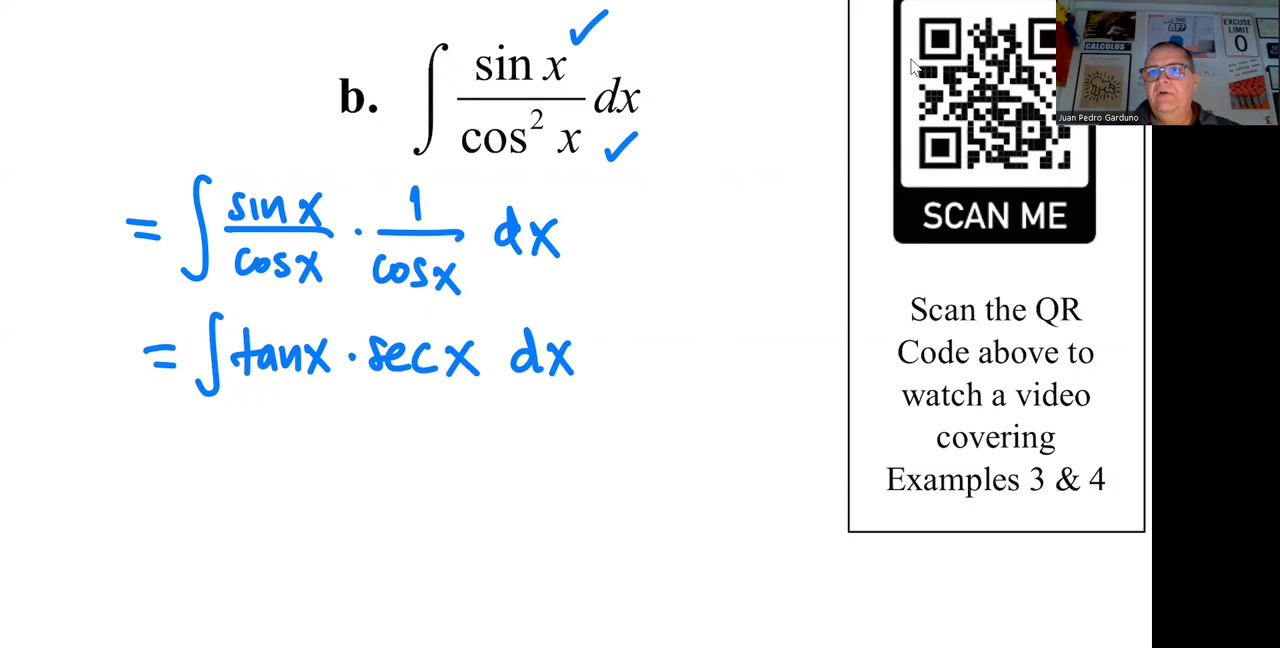 b. ∫ sin x / cos² x dx
= ∫ sin x / cos x · 1 / cos x dx
= ∫ tan x · sec x dx
SCAN ME
Scan the QR
Code above to
watch a video
covering
Examples 3 & 4
CALCULUS
EXCUSE
LIMIT
0
Juan Pedro Garduno